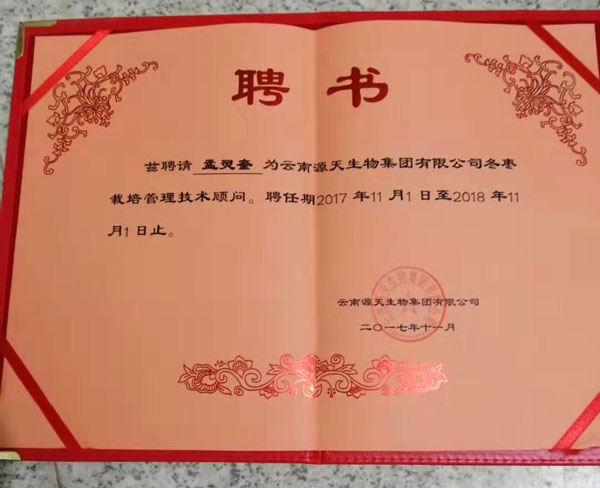 聘书
兹聘请 孟灵奎 为云南源天生物集团有限公司冬枣
栽培管理技术顾问。聘任期2017年11月1日至2018年11
月1日止。
云南源天生物集团有限公司
二〇一七年十一月